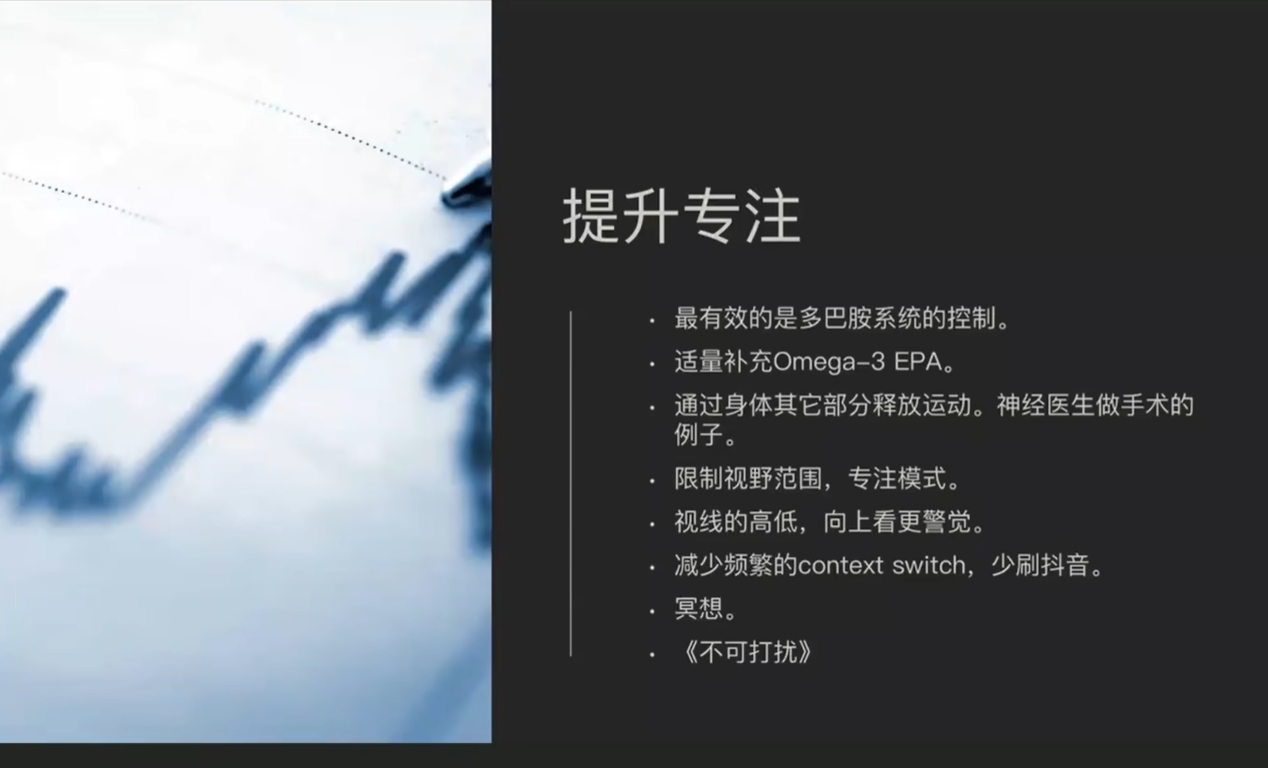 提升专注
• 最有效的是多巴胺系统的控制。
• 适量补充Omega-3 EPA。
• 通过身体其它部分释放运动。神经医生做手术的
例子。
• 限制视野范围，专注模式。
• 视线的高低，向上看更警觉。
• 减少频繁的context switch，少刷抖音。
• 冥想。
• 《不可打扰》